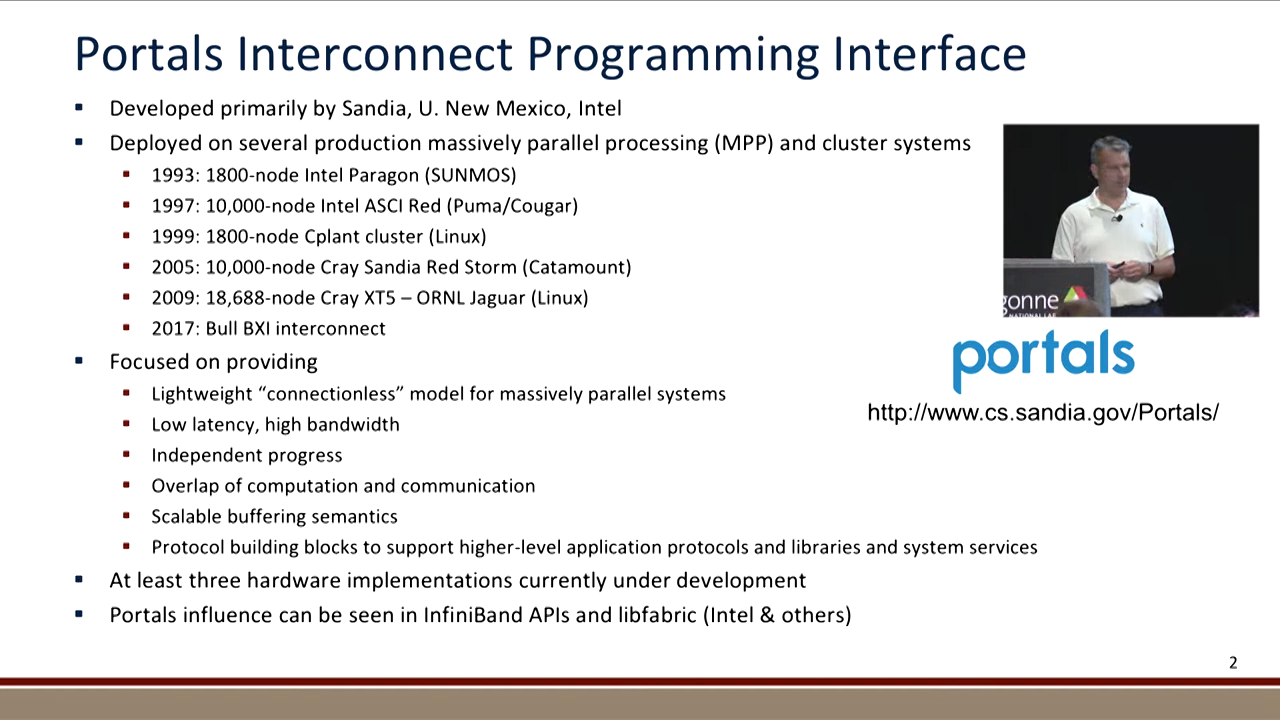 Portals Interconnect Programming Interface
▪ Developed primarily by Sandia, U. New Mexico, Intel
▪ Deployed on several production massively parallel processing (MPP) and cluster systems
▪ 1993: 1800-node Intel Paragon (SUNMOS)
▪ 1997: 10,000-node Intel ASCI Red (Puma/Cougar)
▪ 1999: 1800-node Cplant cluster (Linux)
▪ 2005: 10,000-node Cray Sandia Red Storm (Catamount)
▪ 2009: 18,688-node Cray XT5 – ORNL Jaguar (Linux)
▪ 2017: Bull BXI interconnect
▪ Focused on providing
▪ Lightweight “connectionless” model for massively parallel systems
▪ Low latency, high bandwidth
▪ Independent progress
▪ Overlap of computation and communication
▪ Scalable buffering semantics
▪ Protocol building blocks to support higher-level application protocols and libraries and system services
▪ At least three hardware implementations currently under development
▪ Portals influence can be seen in InfiniBand APIs and libfabric (Intel & others)
gonne
NATIONAL LAB
portals
http://www.cs.sandia.gov/Portals/
2